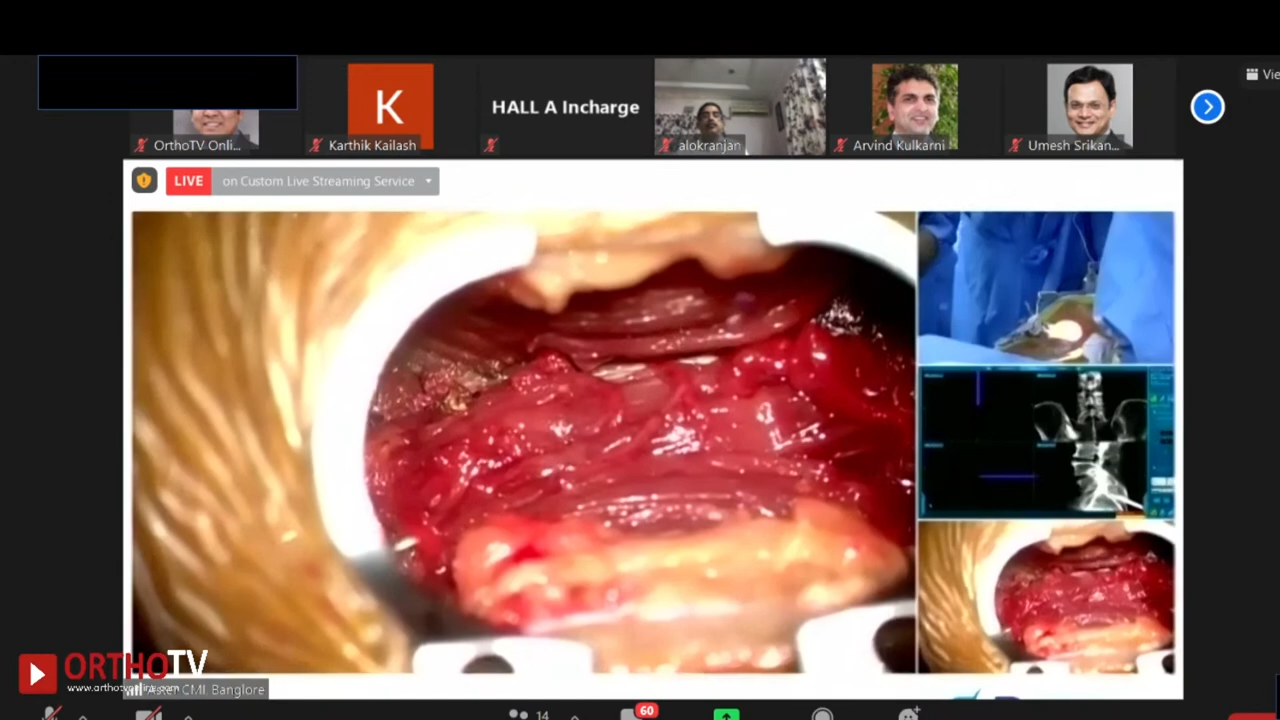 Vie
K
HALL A Incharge
OrthoTV Onli...
Karthik Kailash
alokranjan
Arvind Kulkarni
Umesh Srikan...
LIVE
on Custom Live Streaming Service
ORTHOTV
Aster CMI, Banglore
14
60